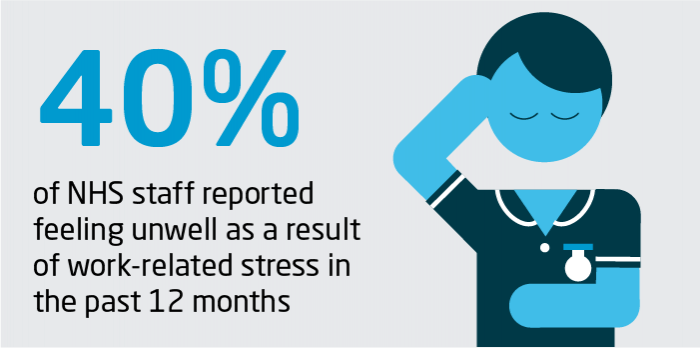 40%
of NHS staff reported
feeling unwell as a result
of work-related stress in
the past 12 months